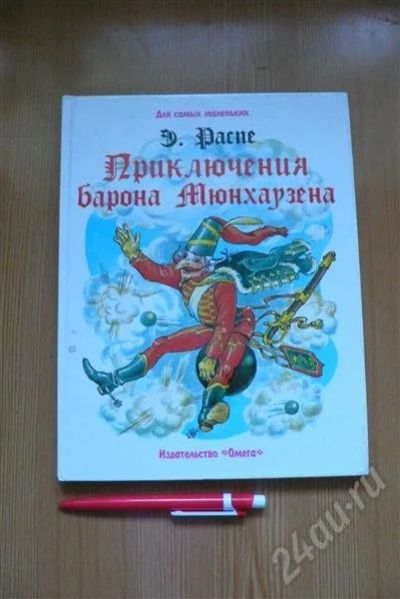 Для самых маленьких
Э. Распе
Приключения
барона Мюнхаузена
Издательство «Омега»
24au.ru